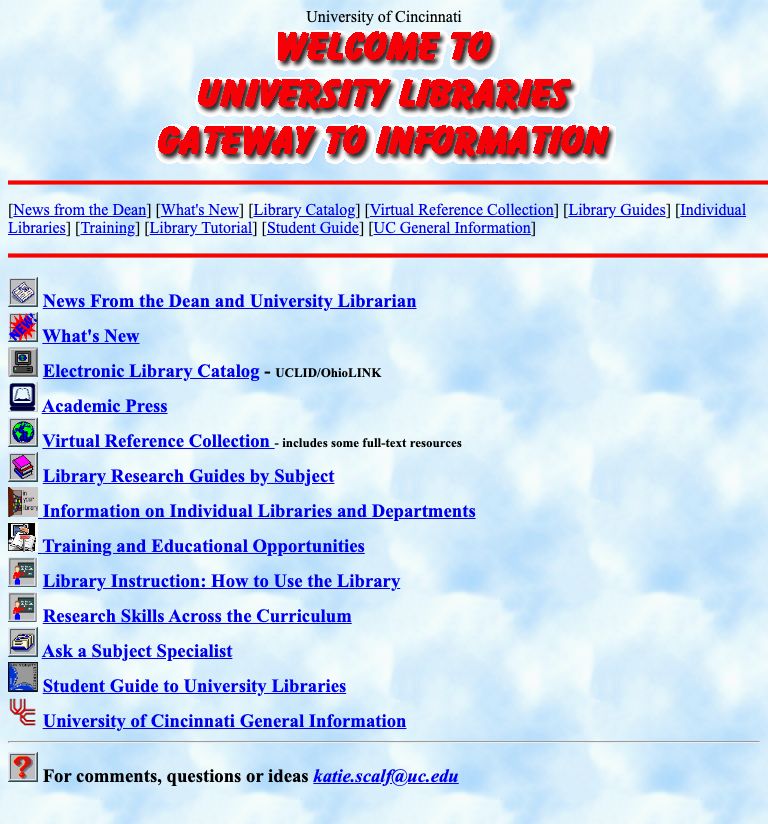 University of Cincinnati
WELCOME TO
UNIVERSITY LIBRARIES
GATEWAY TO INFORMATION
[News from the Dean] [What's New] [Library Catalog] [Virtual Reference Collection] [Library Guides] [Individual
Libraries] [Training] [Library Tutorial] [Student Guide] [UC General Information]
News From the Dean and University Librarian
What's New
Electronic Library Catalog - UCLID/OhioLINK
Academic Press
Virtual Reference Collection - includes some full-text resources
Library Research Guides by Subject
Information on Individual Libraries and Departments
Training and Educational Opportunities
Library Instruction: How to Use the Library
Research Skills Across the Curriculum
Ask a Subject Specialist
Student Guide to University Libraries
University of Cincinnati General Information
? For comments, questions or ideas katie.scalf@uc.edu